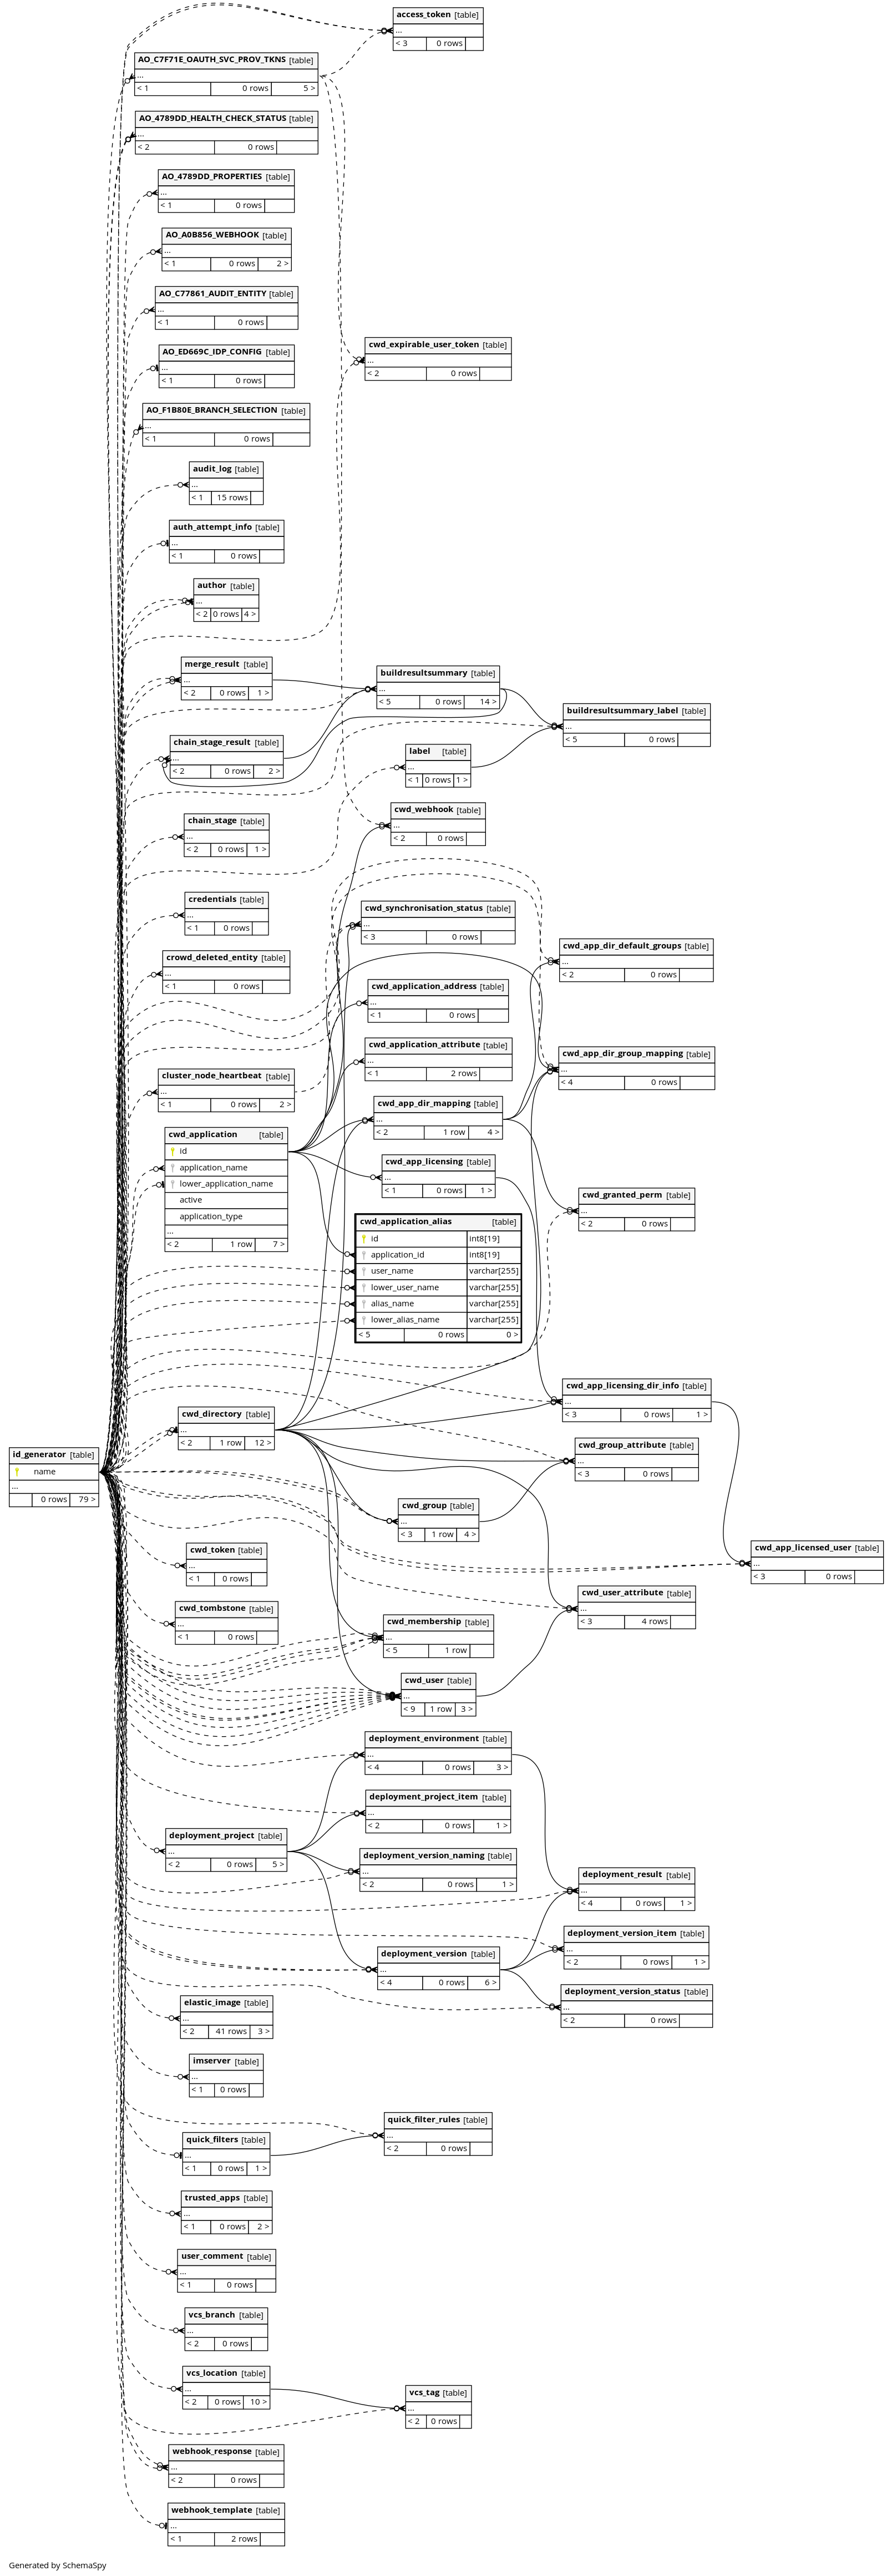 access_token [table]
...
< 3 0 rows
AO_C7F71E_OAUTH_SVC_PROV_TKNS [table]
...
< 1 0 rows 5 >
AO_4789DD_HEALTH_CHECK_STATUS [table]
...
< 2 0 rows
AO_4789DD_PROPERTIES [table]
...
< 1 0 rows
AO_A0B856_WEBHOOK [table]
...
< 1 0 rows 2 >
AO_C77861_AUDIT_ENTITY [table]
...
< 1 0 rows
cwd_expirable_user_token [table]
...
< 2 0 rows
AO_ED669C_IDP_CONFIG [table]
...
< 1 0 rows
AO_F1B80E_BRANCH_SELECTION [table]
...
< 1 0 rows
audit_log [table]
...
< 1 15 rows
auth_attempt_info [table]
...
< 1 0 rows
author [table]
...
< 2 0 rows 4 >
merge_result [table]
...
< 2 0 rows 1 >
buildresultsummary [table]
...
< 5 0 rows 14 >
buildresultsummary_label [table]
...
< 5 0 rows
chain_stage_result [table]
...
< 2 0 rows 2 >
label [table]
...
< 1 0 rows 1 >
cwd_webhook [table]
...
< 2 0 rows
chain_stage [table]
...
< 2 0 rows 1 >
credentials [table]
...
< 1 0 rows
cwd_synchronisation_status [table]
...
< 3 0 rows
cwd_app_dir_default_groups [table]
...
< 2 0 rows
crowd_deleted_entity [table]
...
< 1 0 rows
cwd_application_address [table]
...
< 1 0 rows
cwd_application_attribute [table]
...
< 1 2 rows
cwd_app_dir_group_mapping [table]
...
< 4 0 rows
cluster_node_heartbeat [table]
...
< 1 0 rows 2 >
cwd_app_dir_mapping [table]
...
< 2 1 row 4 >
cwd_application [table]
id
application_name
lower_application_name
active
application_type
...
< 2 1 row 7 >
cwd_app_licensing [table]
...
< 1 0 rows 1 >
cwd_granted_perm [table]
...
< 2 0 rows
cwd_application_alias [table]
id int8[19]
application_id int8[19]
user_name varchar[255]
lower_user_name varchar[255]
alias_name varchar[255]
lower_alias_name varchar[255]
< 5 0 rows 0 >
cwd_app_licensing_dir_info [table]
...
< 3 0 rows 1 >
cwd_directory [table]
...
< 2 1 row 12 >
cwd_group_attribute [table]
...
< 3 0 rows
id_generator [table]
name
...
0 rows 79 >
cwd_group [table]
...
< 3 1 row 4 >
cwd_app_licensed_user [table]
...
< 3 0 rows
cwd_token [table]
...
< 1 0 rows
cwd_user_attribute [table]
...
< 3 4 rows
cwd_tombstone [table]
...
< 1 0 rows
cwd_membership [table]
...
< 5 1 row
cwd_user [table]
...
< 9 1 row 3 >
deployment_environment [table]
...
< 4 0 rows 3 >
deployment_project_item [table]
...
< 2 0 rows 1 >
deployment_project [table]
...
< 2 0 rows 5 >
deployment_version_naming [table]
...
< 2 0 rows 1 >
deployment_result [table]
...
< 4 0 rows 1 >
deployment_version_item [table]
...
< 2 0 rows 1 >
deployment_version [table]
...
< 4 0 rows 6 >
deployment_version_status [table]
...
< 2 0 rows
elastic_image [table]
...
< 2 41 rows 3 >
imserver [table]
...
< 1 0 rows
quick_filter_rules [table]
...
< 2 0 rows
quick_filters [table]
...
< 1 0 rows 1 >
trusted_apps [table]
...
< 1 0 rows 2 >
user_comment [table]
...
< 1 0 rows
vcs_branch [table]
...
< 2 0 rows
vcs_location [table]
...
< 2 0 rows 10 >
vcs_tag [table]
...
< 2 0 rows
webhook_response [table]
...
< 2 0 rows
webhook_template [table]
...
< 1 2 rows
Generated by SchemaSpy